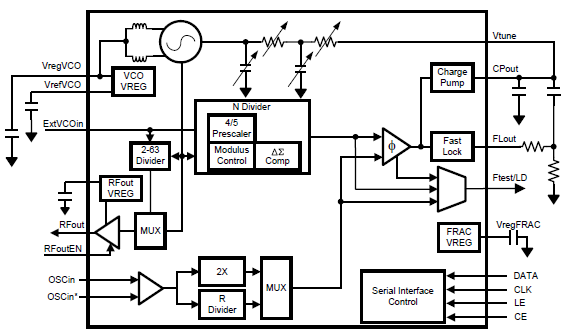 Vtune
VregVCO
VCO
VREG
VrefVCO
Charge
Pump
CPout
N Divider
ExtVCOin
4/5
Prescaler
2-63
Divider
Modulus
Control
ΔΣ
Comp
ϕ
Fast
Lock
FLout
RFout
VREG
Ftest/LD
RFout
MUX
FRAC
VREG
VregFRAC
RFoutEN
OSCin
OSCin*
2X
R
Divider
MUX
Serial Interface
Control
DATA
CLK
LE
CE